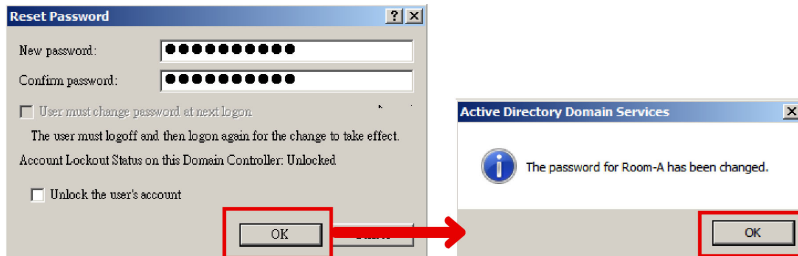 Reset Password
New password:
●●●●●●●●●●
Confirm password:
●●●●●●●●●●
User must change password at next logon
The user must logoff and then logon again for the change to take effect.
Account Lockout Status on this Domain Controller: Unlocked
Unlock the user's account
OK
Active Directory Domain Services
The password for Room-A has been changed.
OK